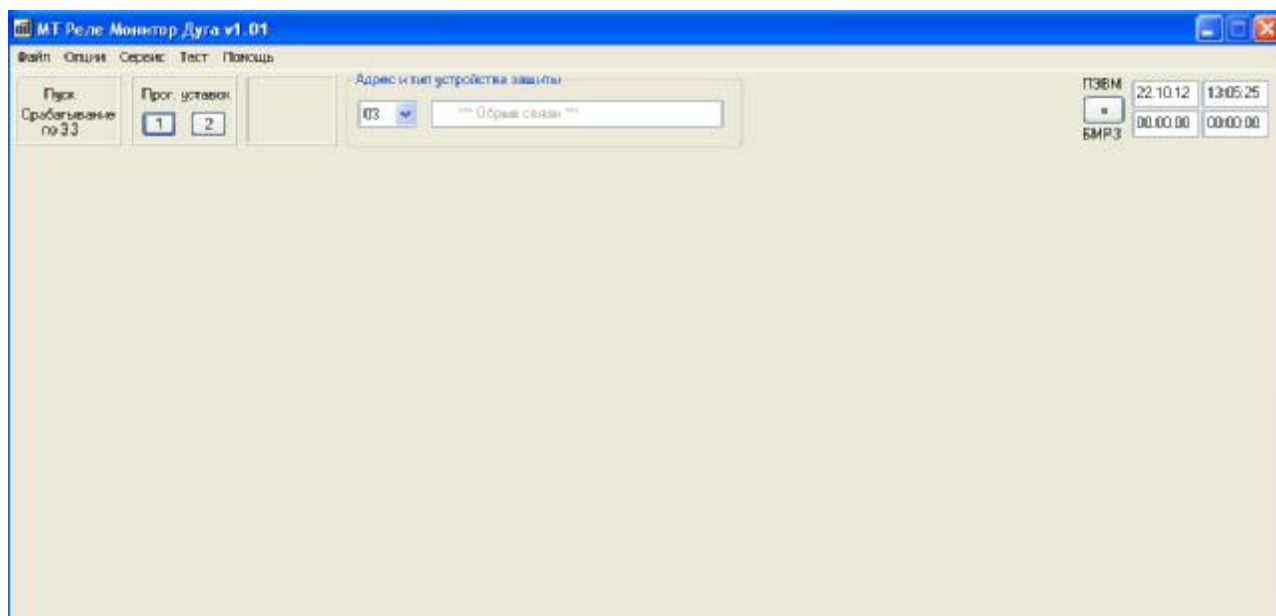 МТ Реле Монитор Дуга v1.01
Файл Опции Сервис Тест Помощь
Пуск
Срабатывание
по ЗЗ
Прог. уставок
1 2
Адрес и тип устройства защиты
03 *** Обрыв связи ***
ПЭВМ
22.10.12 13:05:25
БМРЗ
00.00.00 00:00:00